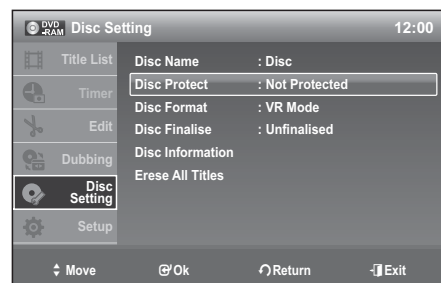 DVD -RAM Disc Setting 12:00
Title List
Timer
Edit
Dubbing
Disc Setting
Setup
Disc Name : Disc
Disc Protect : Not Protected
Disc Format : VR Mode
Disc Finalise : Unfinalised
Disc Information
Erese All Titles
Move Ok Return Exit